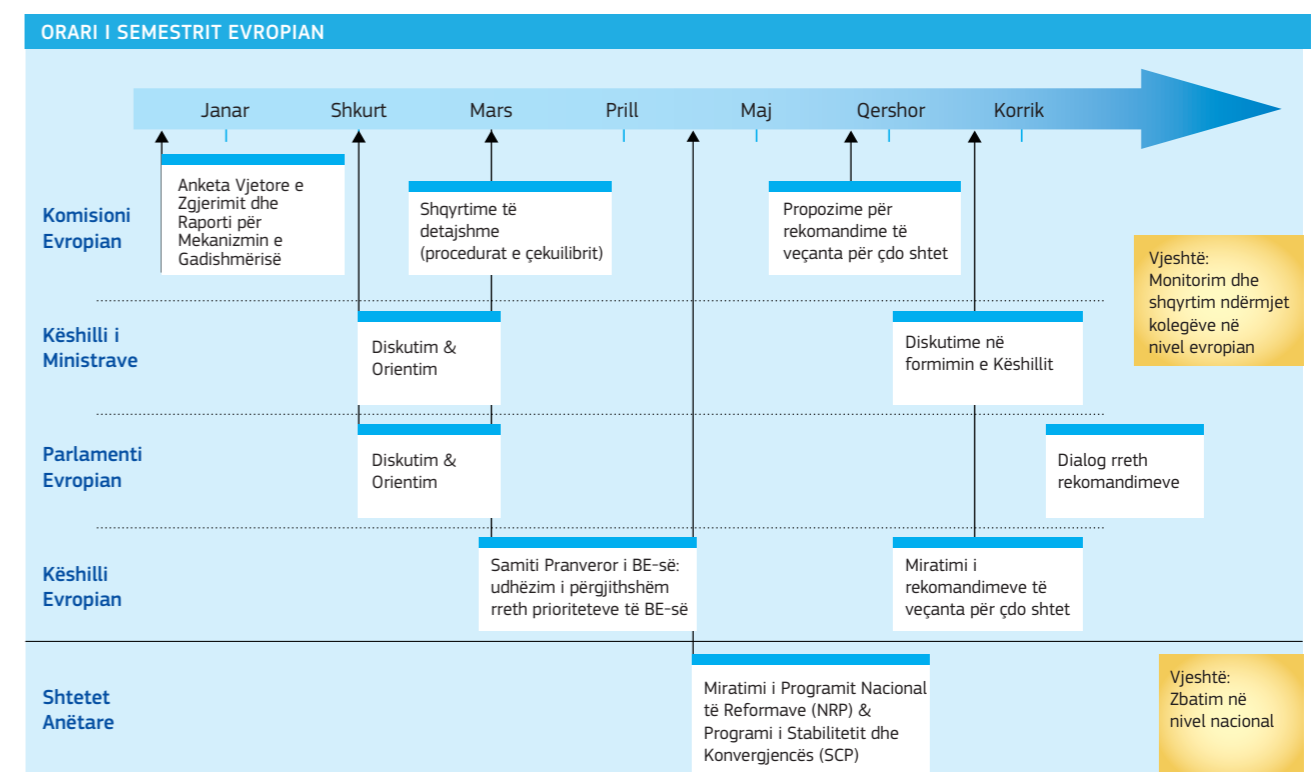 ORARI I SEMESTRIT EVROPIAN
Janar
Shkurt
Mars
Prill
Maj
Qershor
Korrik
Komisioni
Evropian
Anketa Vjetore e
Zgjerimit dhe
Raporti për
Mekanizmin e
Gadishmërisë
Shqyrtime të
detajshme
(procedurat e çekuilibrit)
Propozime për
rekomandime të
veçanta për çdo shtet
Vjeshtë:
Monitorim dhe
shqyrtim ndërmjet
kolegëve në
nivel evropian
Këshilli i
Ministrave
Diskutim &
Orientim
Diskutime në
formimin e Këshillit
Parlamenti
Evropian
Diskutim &
Orientim
Dialog rreth
rekomandimeve
Këshilli
Evropian
Samiti Pranveror i BE-së:
udhëzim i përgjithshëm
rreth prioriteteve të BE-së
Miratimi i
rekomandimeve të
veçanta për çdo shtet
Shtetet
Anëtare
Miratimi i Programit Nacional
të Reformave (NRP) &
Programi i Stabilitetit dhe
Konvergjencës (SCP)
Vjeshtë:
Zbatim në
nivel nacional